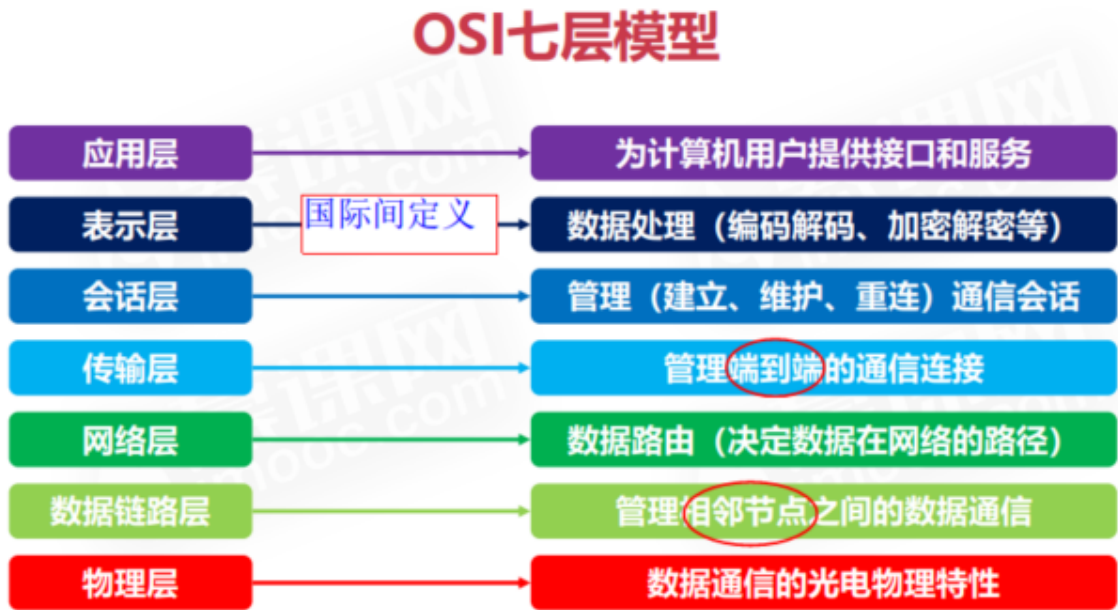 OSI七层模型
应用层 为计算机用户提供接口和服务
表示层 国际间定义 数据处理（编码解码、加密解密等）
会话层 管理（建立、维护、重连）通信会话
传输层 管理端到端的通信连接
网络层 数据路由（决定数据在网络的路径）
数据链路层 管理相邻节点之间的数据通信
物理层 数据通信的光电物理特性